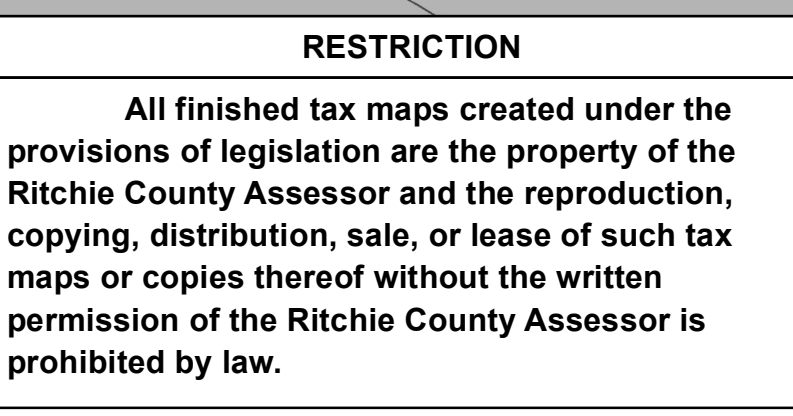 RESTRICTION
All finished tax maps created under the
provisions of legislation are the property of the
Ritchie County Assessor and the reproduction,
copying, distribution, sale, or lease of such tax
maps or copies thereof without the written
permission of the Ritchie County Assessor is
prohibited by law.